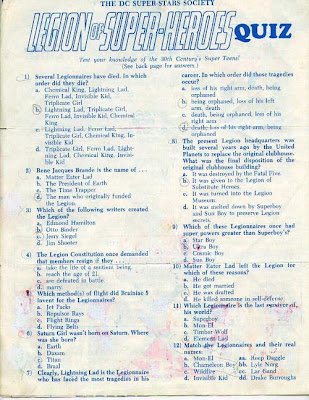 THE DC SUPER-STARS SOCIETY
LEGION OF SUPER-HEROES QUIZ
Test your knowledge of the 30th Century's Super Teens!
(See back page for answers.)
1) Several Legionnaires have died. In which
order did they die?
a. Chemical King, Lightning Lad,
Ferro Lad, Invisible Kid,
Triplicate Girl
b. Lightning Lad, Triplicate Girl,
Ferro Lad, Invisible Kid, Chemical
King
c. Lightning Lad, Ferro Lad,
Triplicate Girl, Chemical King, In-
visible Kid
d. Triplicate Girl, Ferro Lad, Light-
ning Lad, Chemical King, Invisi-
ble Kid
2) Rene Jacques Brande is the name of . . .
a. Matter Eater Lad
b. The President of Earth
c. The Time Trapper
d. The man who originally funded
the Legion.
3) Which of the following writers created
the Legion?
a. Edmond Hamilton
b. Otto Binder
c. Jerry Siegel
d. Jim Shooter
4) The Legion Constitution once demanded
that members resign if they . . .
a. take the life of a sentient being.
b. reach the age of 21.
c. are defeated in battle
d. marry.
5) Which method(s) of flight did Brainiac 5
invent for the Legionnaires?
a. Jet Packs
b. Repulsor Rays
c. Flight Rings
d. Flying Belts
6) Saturn Girl wasn't born on Saturn. Where
was she born?
a. Earth
b. Daxam
c. Titan
d. Braal
7) Clearly, Lightning Lad is the Legionnaire
who has faced the most tragedies in his
career. In which order did these tragedies
occur?
a. loss of his right arm, death, being
orphaned
b. being orphaned, loss of his left
arm, death
c. death, being orphaned, loss of his
right arm
d. death, loss of his right arm, being
orphaned
8) The present Legion headquarters was
built several years ago by the United
Planets to replace the original clubhouse.
What was the final disposition of the
original clubhouse building?
a. It was destroyed by the Fatal Five.
b. It was given to the Legion of
Substitute Heroes.
c. It was turned into the Legion
Museum.
d. It was melted down by Superboy
and Sun Boy to preserve Legion
secrets.
9) Which of these Legionnaires once had
super powers greater than Superboy's?
a. Star Boy
b. Ultra Boy
c. Cosmic Boy
d. Sun Boy
10) Matter Eater Lad left the Legion for
which of these reasons?
a. He died
b. He got married
c. He was drafted
d. He killed someone in self-defense
11) Which Legionnaire is the last survivor of
his world?
a. Superboy
b. Mon-El
c. Timber Wolf
d. Element Lad
12) Match these Legionnaires and their real
names:
a. Mon-El aa. Reep Daggle
b. Chameleon Boy bb. Lyle Norg
c. Wildfire cc. Lar Gand
d. Invisible Kid dd. Drake Burroughs